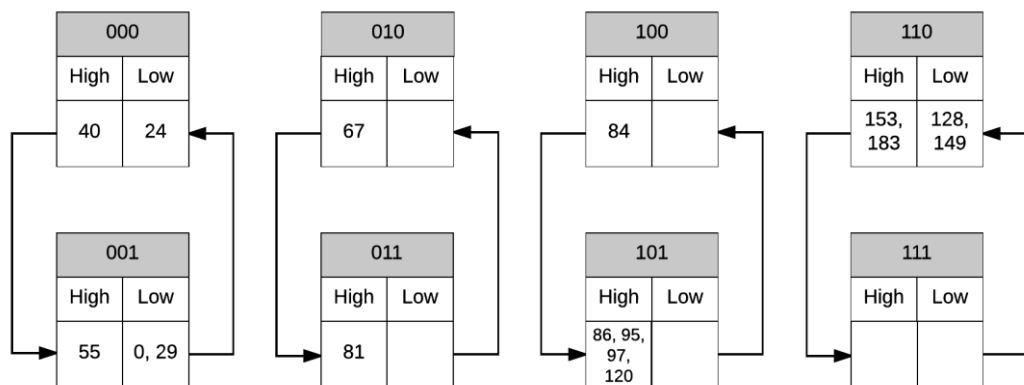 000 010 100 110
High Low High Low High Low High Low
40 24 67 84 153, 183 128, 149
001 011 101 111
High Low High Low High Low High Low
55 0, 29 81 86, 95, 97, 120